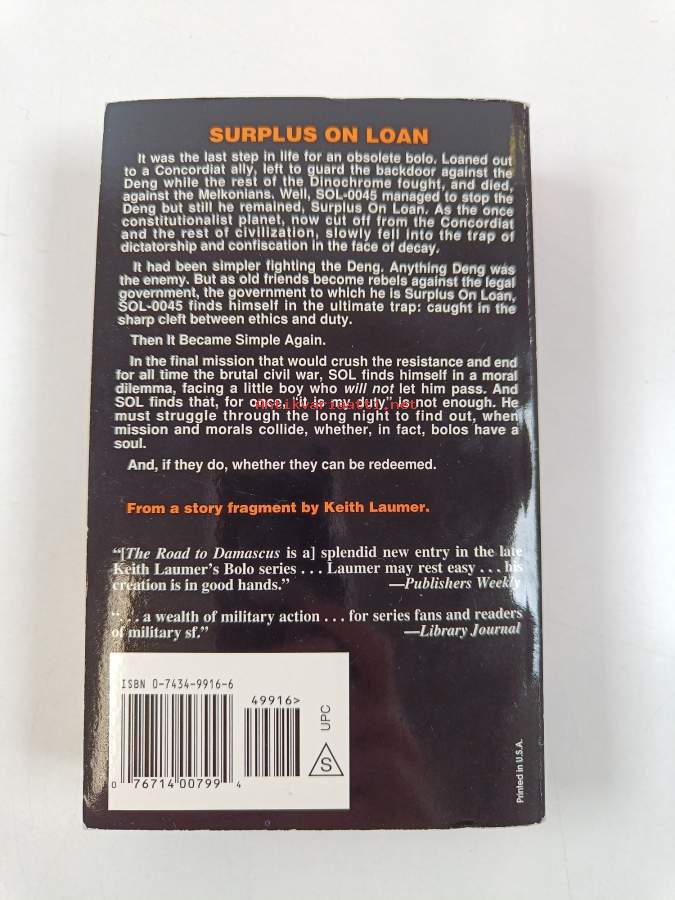 SURPLUS ON LOAN
It was the last step in life for an obsolete bolo. Loaned out
to a Concordiat ally, left to guard the backdoor against the
Deng while the rest of the Dinochrome fought, and died,
against the Melkonians. Well, SOL-0045 managed to stop the
Deng but still he remained, Surplus On Loan. As the once
constitutionalist planet, now cut off from the Concordiat
and the rest of civilization, slowly fell into the trap of
dictatorship and confiscation in the face of decay.
It had been simpler fighting the Deng. Anything Deng was
the enemy. But as old friends become rebels against the legal
government, the government to which he is Surplus On Loan,
SOL-0045 finds himself in the ultimate trap: caught in the
sharp cleft between ethics and duty.
Then It Became Simple Again.
In the final mission that would crush the resistance and end
for all time the brutal civil war, SOL finds himself in a moral
dilemma, facing a little boy who will not let him pass. And
SOL finds that, for once, "it is my duty" is not enough. He
must struggle through the long night to find out, when
mission and morals collide, whether, in fact, bolos have a
soul.
And, if they do, whether they can be redeemed.
From a story fragment by Keith Laumer.
"[The Road to Damascus is a] splendid new entry in the late
Keith Laumer's Bolo series . . . Laumer may rest easy . . . his
creation is in good hands." —Publishers Weekly
". . . a wealth of military action . . . for series fans and readers
of military sf." —Library Journal
ISBN 0-7434-9916-6
49916>
UPC
S
0 76714 00799 4
Printed in U.S.A.
Antikvariaatti.net